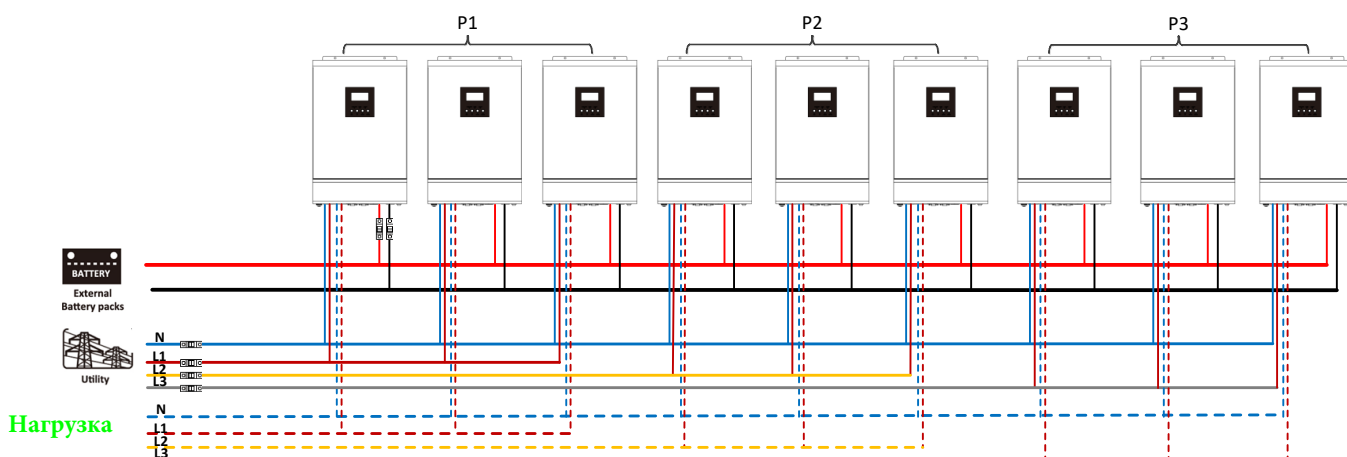 P1
P2
P3
BATTERY
External
Battery packs
Utility
N
L1
L2
L3
Нагрузка
N
L1
L2
L3